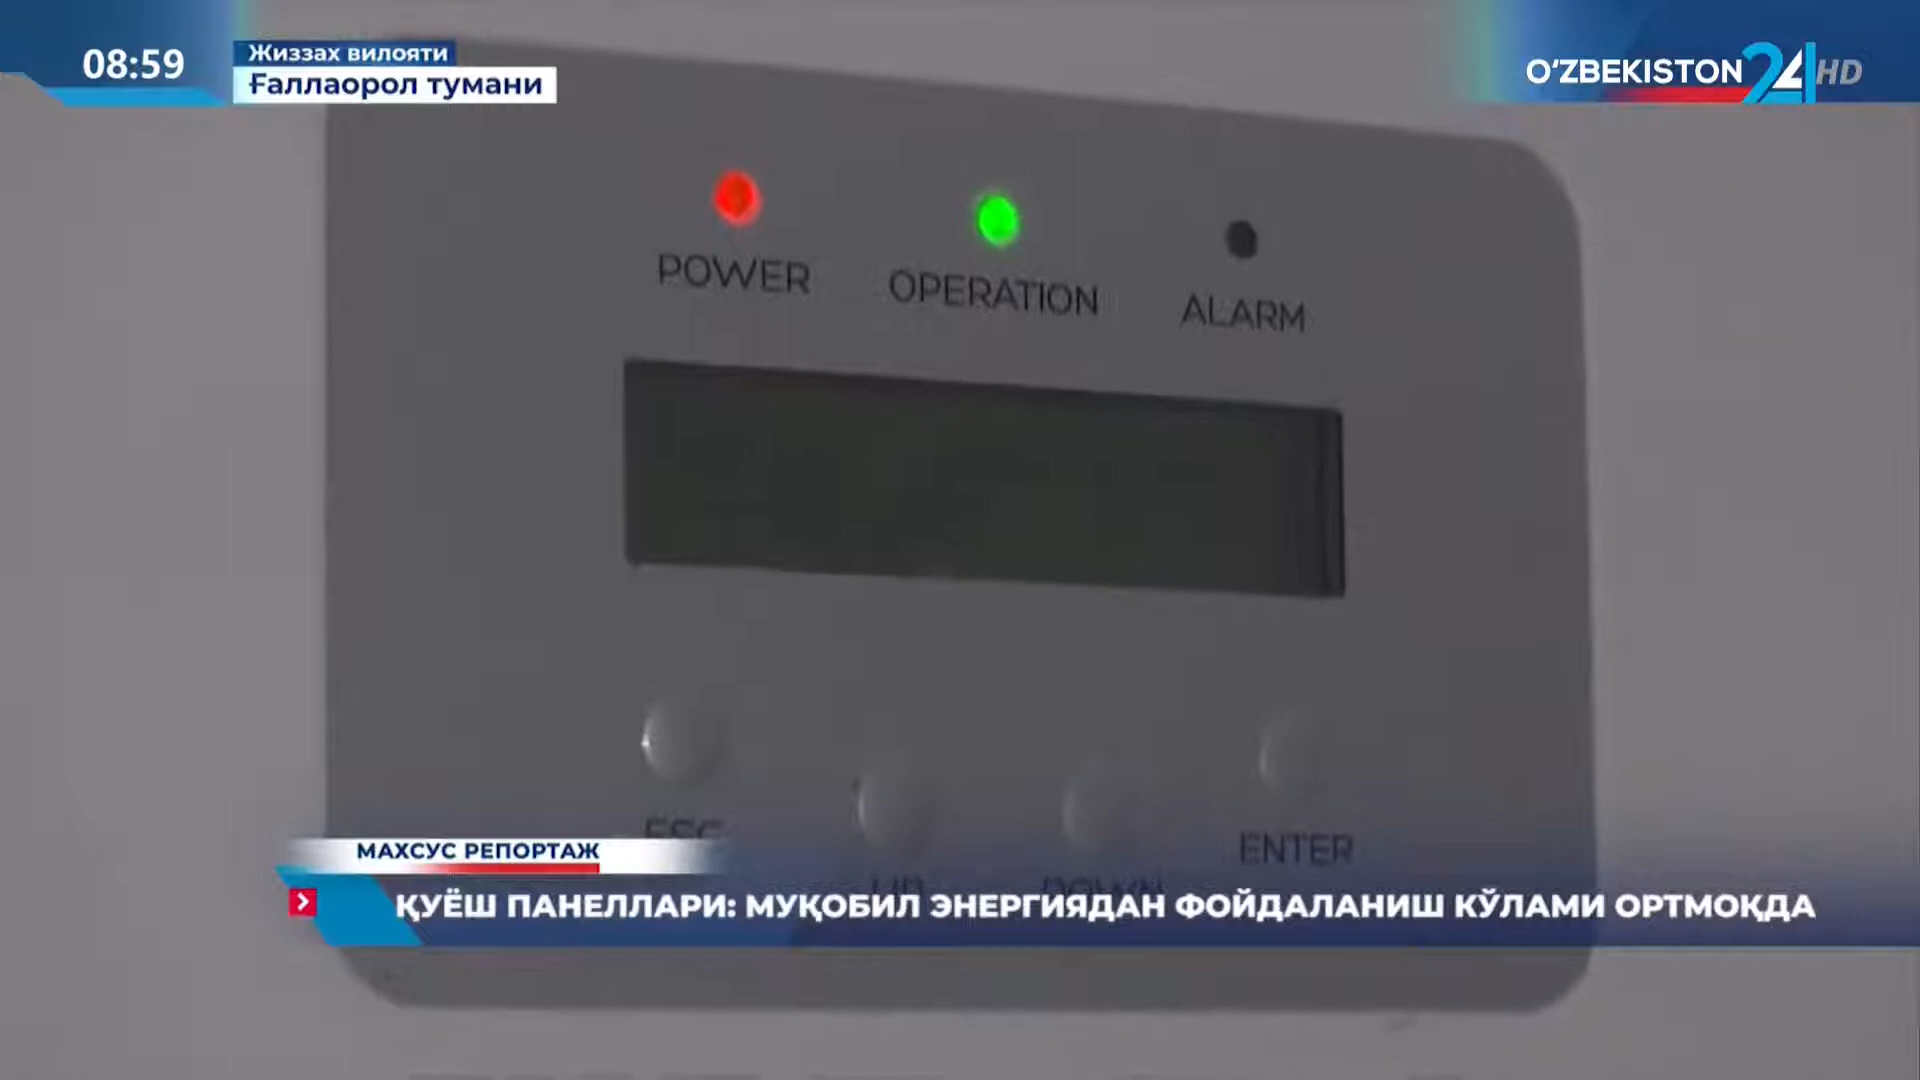 08:59
Жиззах вилояти
Ғаллаорол тумани
O‘ZBEKISTON 24 HD
POWER
OPERATION
ALARM
ESC
ENTER
МАХСУС РЕПОРТАЖ
ҚУЁШ ПАНЕЛЛАРИ: МУҚОБИЛ ЭНЕРГИЯДАН ФОЙДАЛАНИШ КЎЛАМИ ОРТМОҚДА